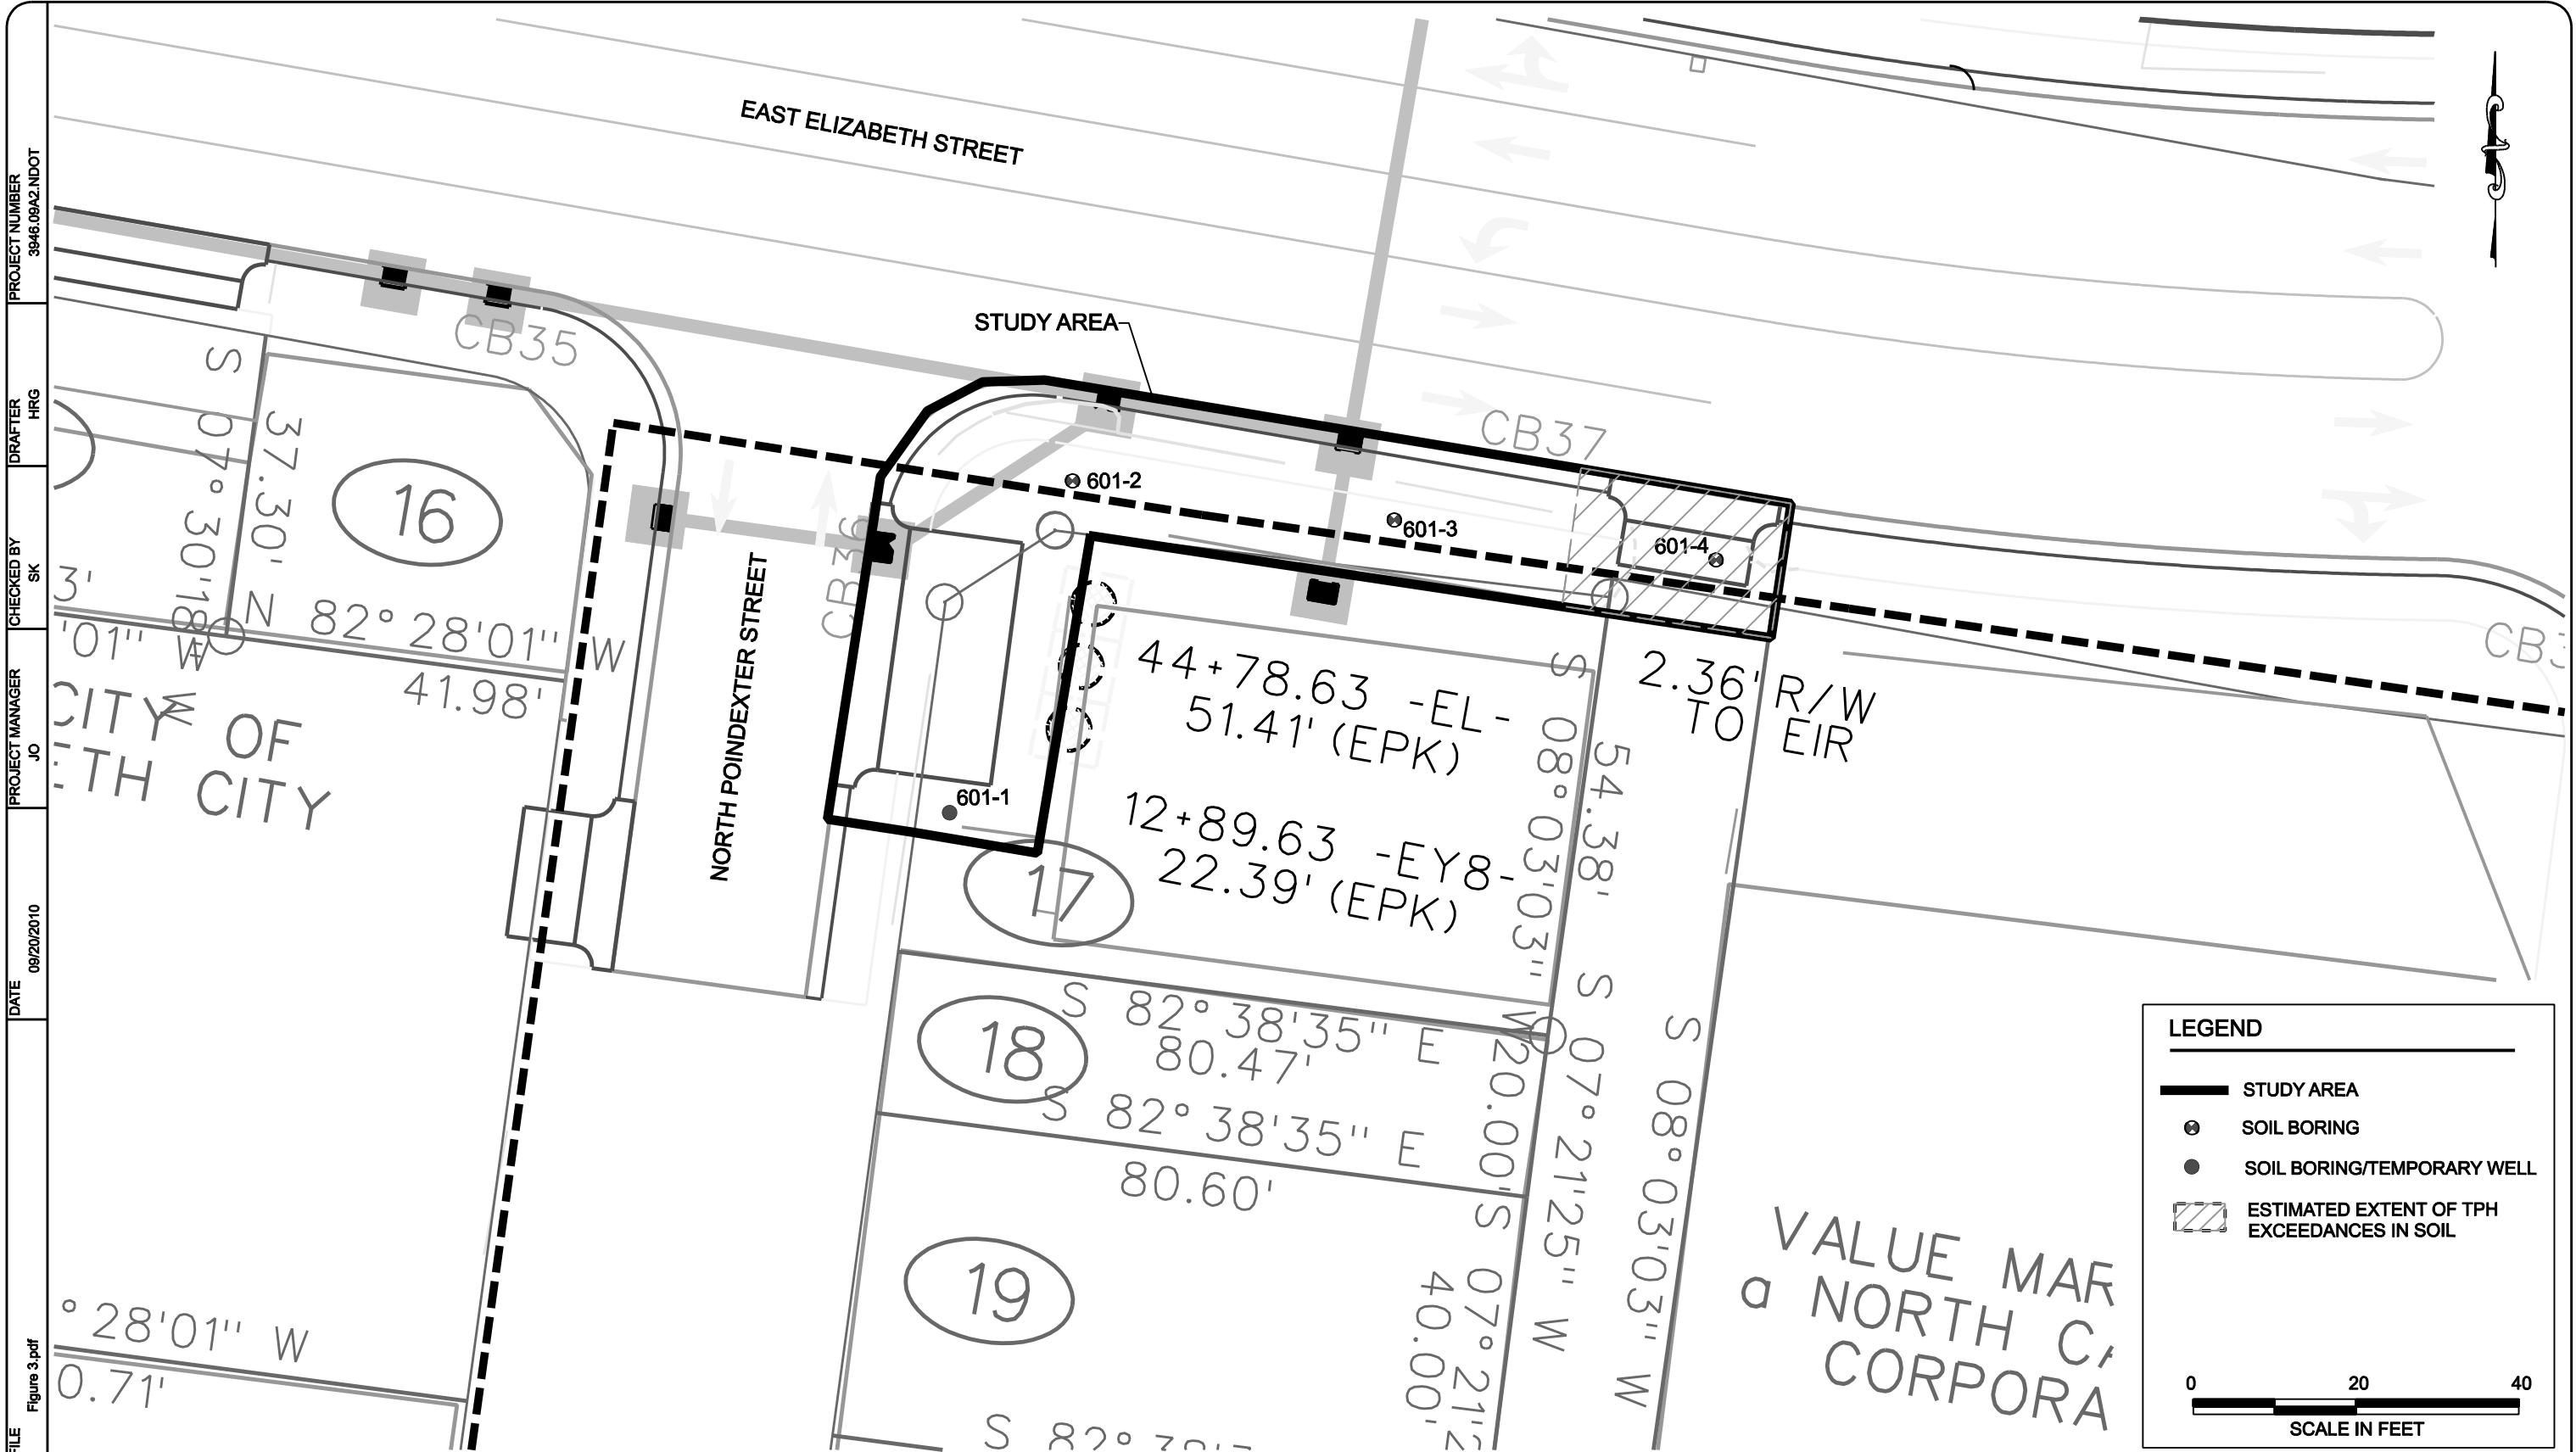 PROJECT NUMBER
3946.09A2.NDOT
DRAFTER
HRG
CHECKED BY
SK
PROJECT MANAGER
JO
DATE
09/20/2010
FILE
Figure 3.pdf
EAST ELIZABETH STREET
STUDY AREA
CB35
CB37
CB36
601-2
601-3
601-4
601-1
S 07° 30'18" W
37.30'
16
3'
'01" W
N 82° 28'01" W
41.98'
CITY OF
ETH CITY
NORTH POINDEXTER STREET
44+78.63 -EL-
51.41' (EPK)
12+89.63 -EY8-
22.39' (EPK)
2.36' R/W
TO EIR
S 08° 03'03" W
54.38'
17
18
S 82° 38'35" E
80.47'
S 82° 38'35" E
80.60'
20.00'
S 07° 21'25" W
S 08° 03'03" W
19
S 07° 21'2
40.00'
° 28'01" W
0.71'
VALUE MAR
a NORTH CA
CORPORA
LEGEND
STUDY AREA
SOIL BORING
SOIL BORING/TEMPORARY WELL
ESTIMATED EXTENT OF TPH
EXCEEDANCES IN SOIL
0 20 40
SCALE IN FEET